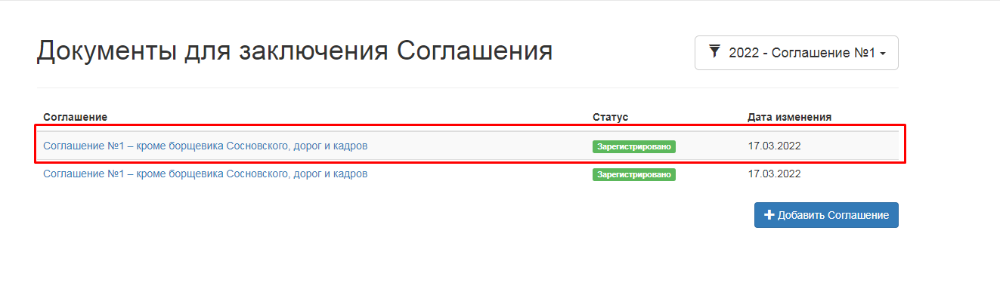 Документы для заключения Соглашения
2022 - Соглашение №1
Соглашение Статус Дата изменения
Соглашение №1 – кроме борщевика Сосновского, дорог и кадров Зарегистрировано 17.03.2022
Соглашение №1 – кроме борщевика Сосновского, дорог и кадров Зарегистрировано 17.03.2022
Добавить Соглашение